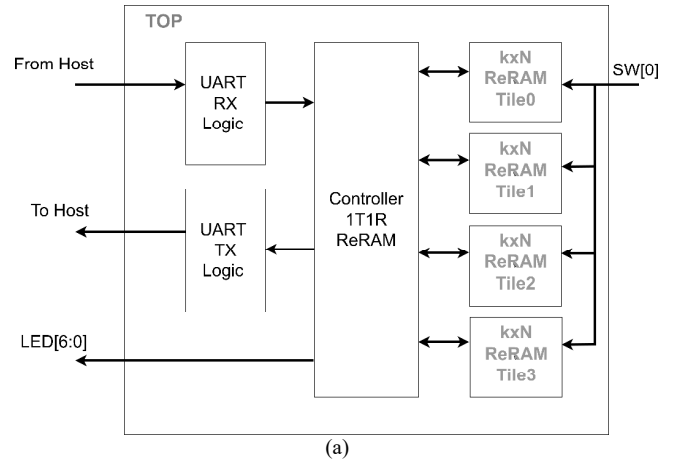 TOP
From Host
UART
RX
Logic
kxN
ReRAM
Tile0
SW[0]
kxN
ReRAM
Tile1
Controller
1T1R
ReRAM
To Host
UART
TX
Logic
kxN
ReRAM
Tile2
LED[6:0]
kxN
ReRAM
Tile3
(a)